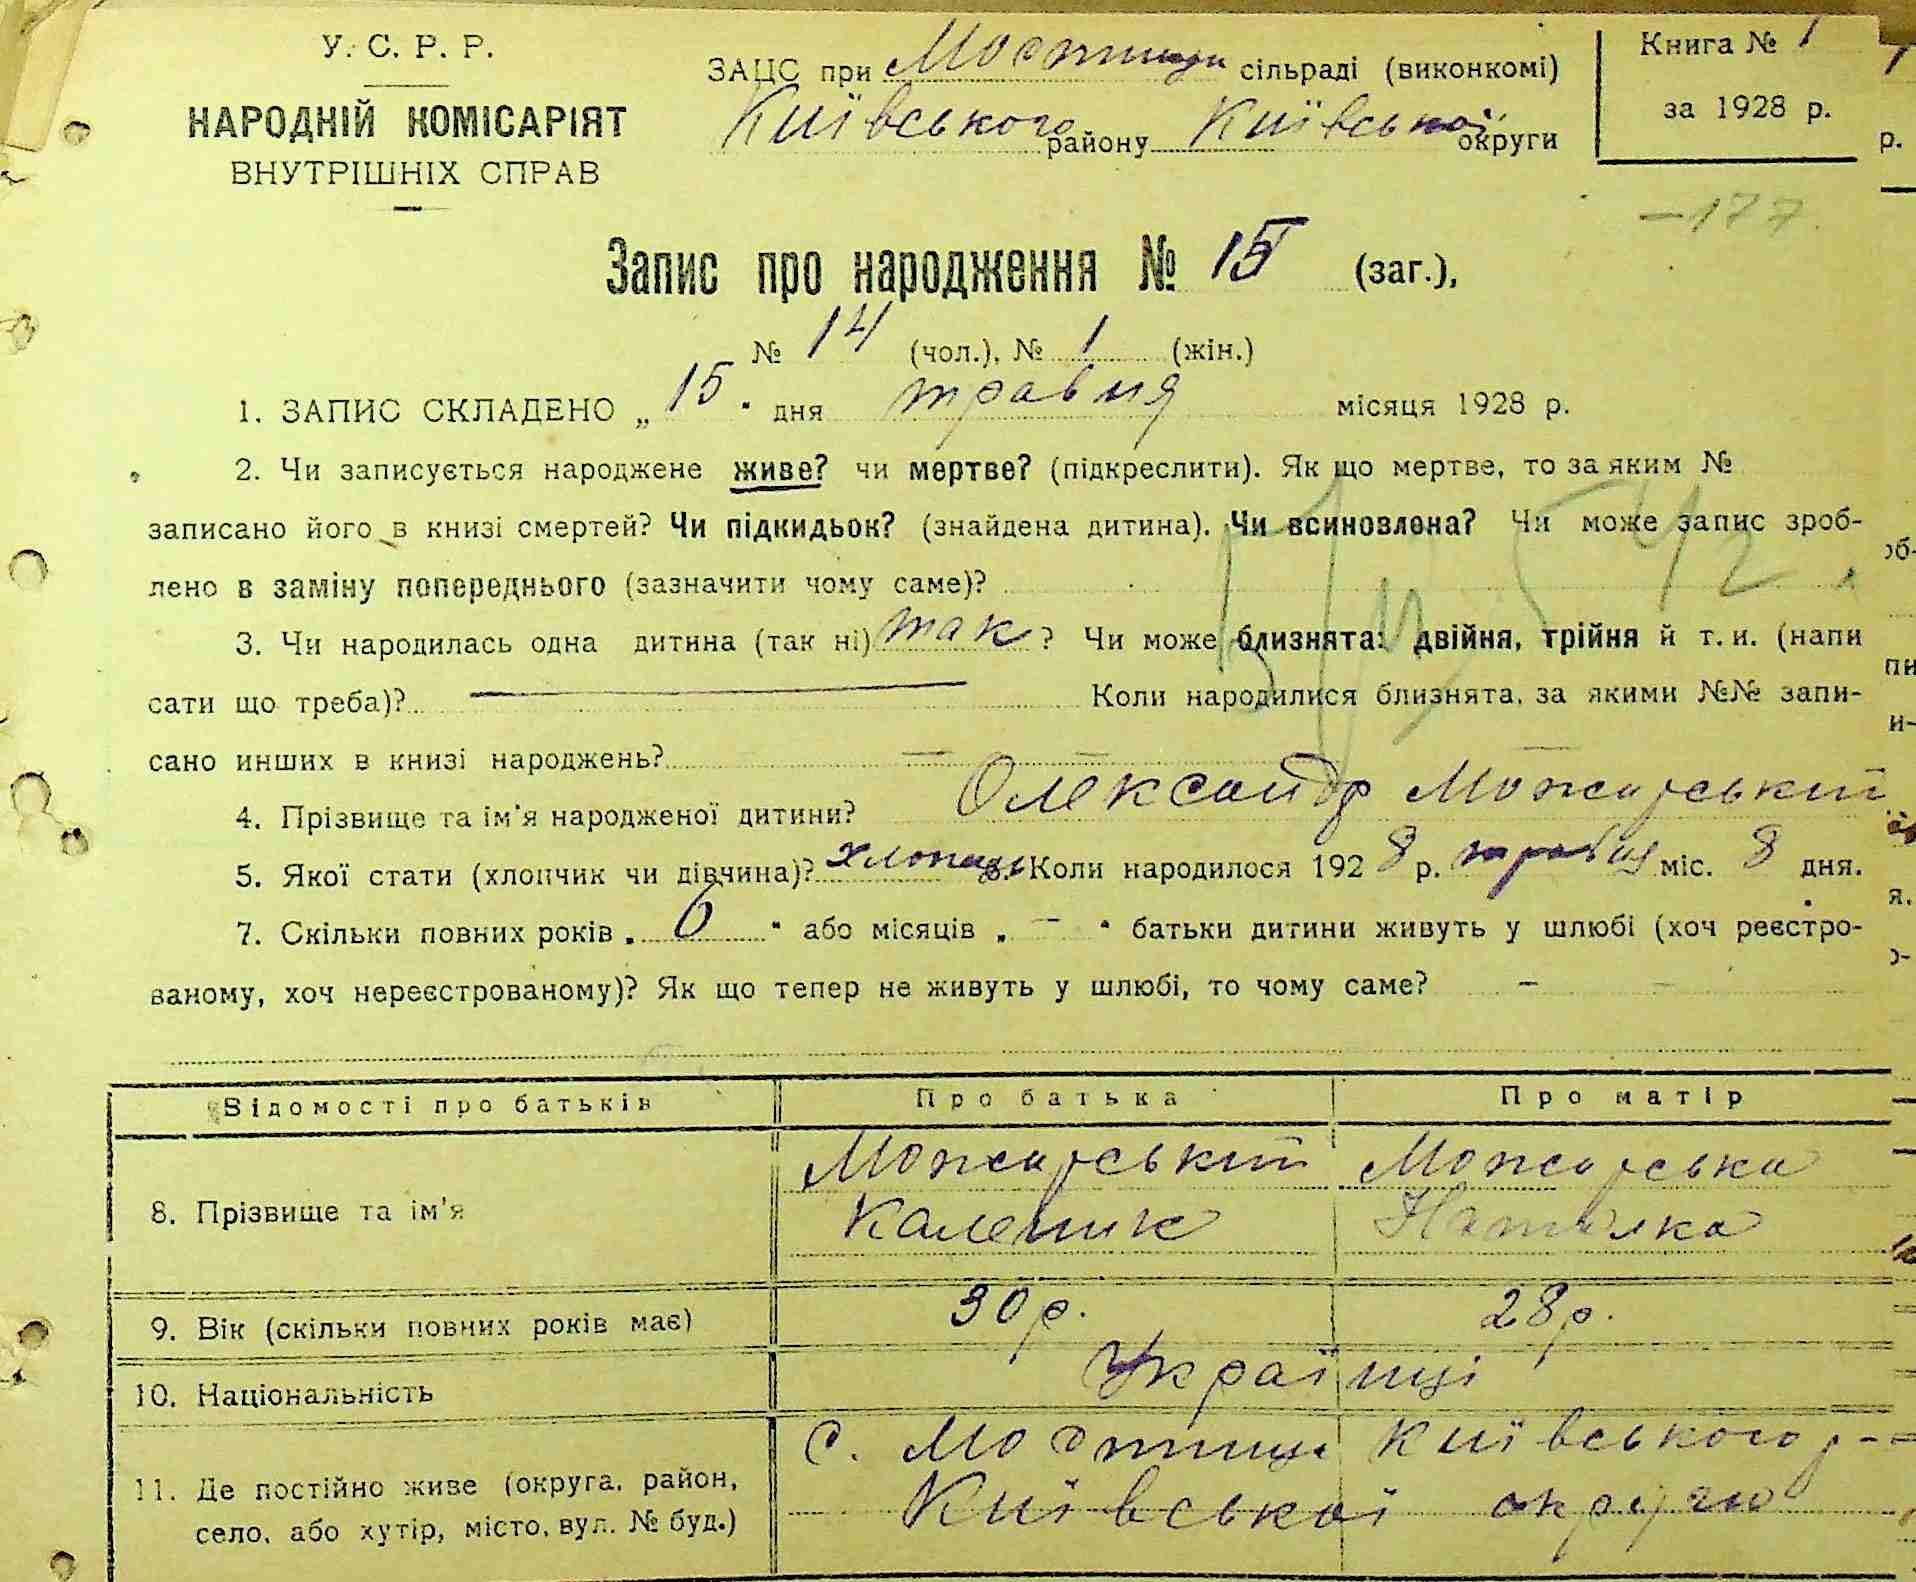 У. С. Р. Р.
НАРОДНІЙ КОМІСАРІЯТ
ВНУТРІШНІХ СПРАВ
ЗАЦС при Мостищи сільраді (виконкомі)
Київського району Київської округи
Книга № 1
за 1928 р.
р.
—177
Запис про народження № 15 (заг.),
№ 14 (чол.), № 1 (жін.)
1. ЗАПИС СКЛАДЕНО „ 15 " дня травня місяця 1928 р.
2. Чи записується народжене живе? чи мертве? (підкреслити). Як що мертве, то за яким №
записано його в книзі смертей? Чи підкидьок? (знайдена дитина). Чи всиновлена? Чи може запис зроб-
лено в заміну попереднього (зазначити чому саме)?
3. Чи народилась одна дитина (так ні) так ? Чи може близнята: двійня, трійня й т. и. (напи
сати що треба)? Коли народилися близнята, за якими №№ запи-
сано инших в книзі народжень? — — —
4. Прізвище та ім'я народженої дитини? Олександр Можарський
5. Якої стати (хлопчик чи дівчина)? хлопець 6. Коли народилося 1928 р. травня міс. 8 дня.
7. Скільки повних років „ 6 " або місяців „ — " батьки дитини живуть у шлюбі (хоч реєстро-
ваному, хоч нереєстрованому)? Як що тепер не живуть у шлюбі, то чому саме? — —
Відомості про батьків Про батька Про матір
8. Прізвище та ім'я Можарський Можарська
Каленик Наталка
9. Вік (скільки повних років має) 30 р. 28 р.
10. Національність Українці
11. Де постійно живе (округа, район,
село, або хутір, місто, вул. № буд.)
с. Мостищи Київського р-
Київської округи